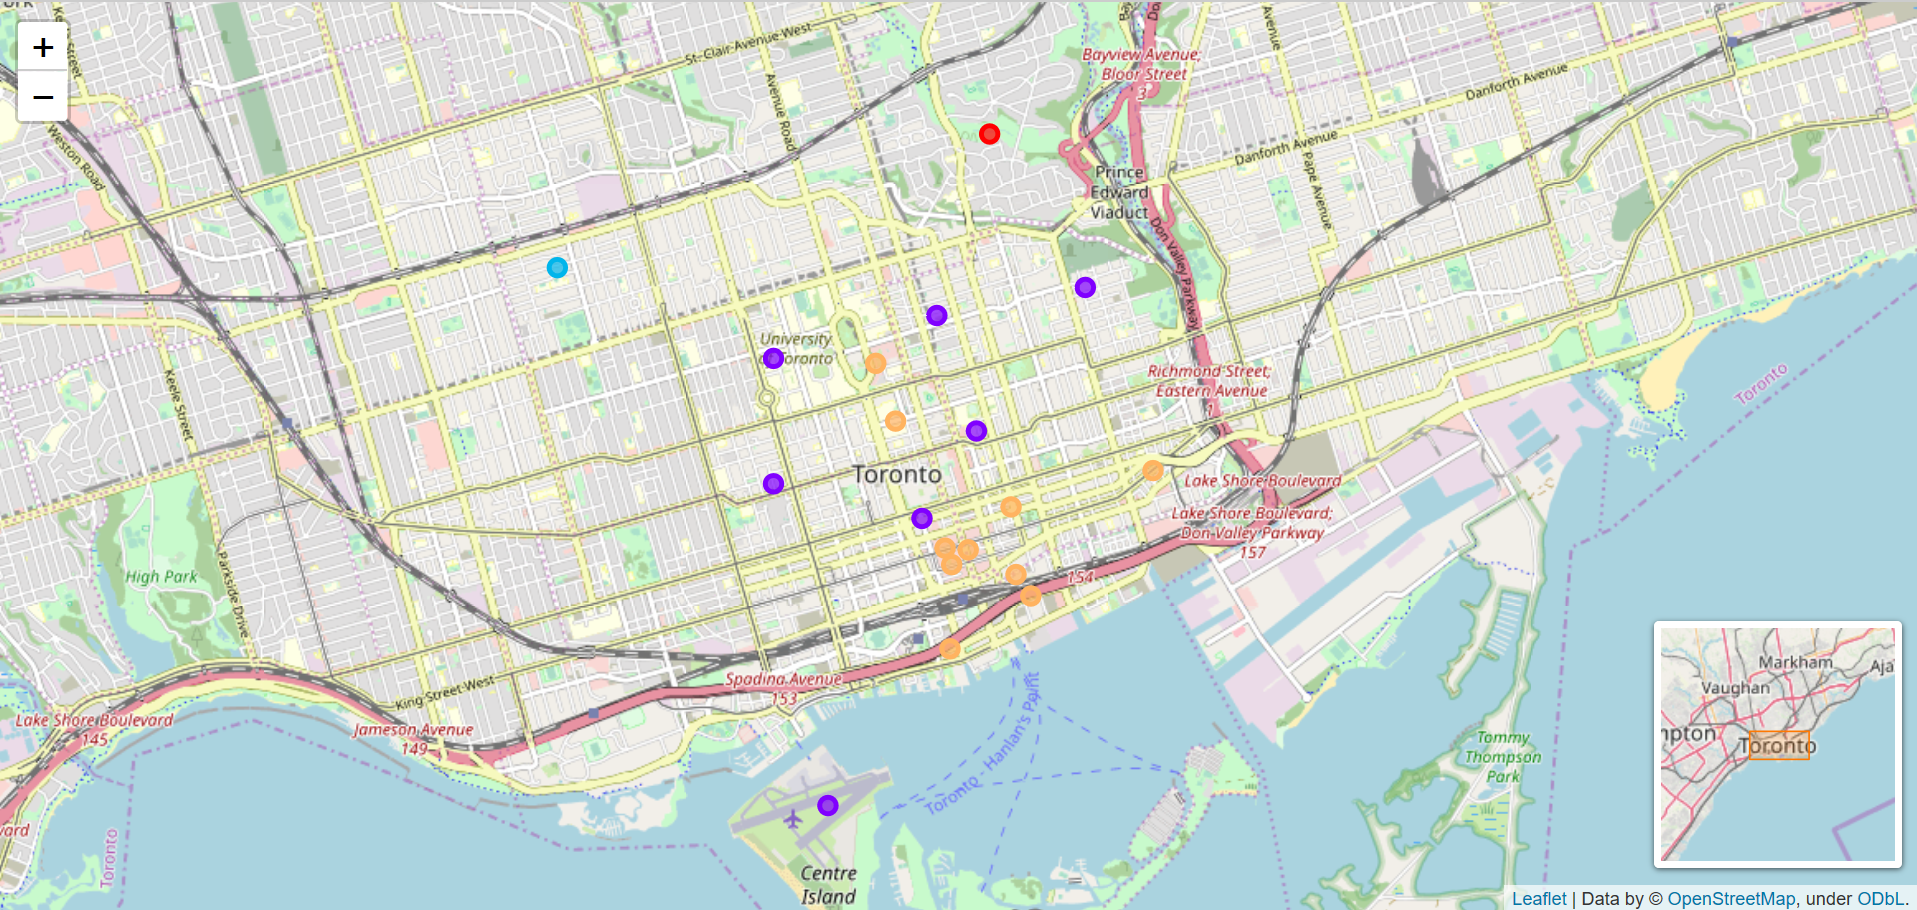 +
−
St-Clair-Avenue-West
Avenue Road
Avenue
Bayview Avenue;
Bloor Street
3
Danforth Avenue
Danforth Avenue
Weston Road
Street
Prince
Edward
Viaduct
Pape Avenue
Don Valley Parkway
University
Toronto
Keele Street
Richmond Street;
Eastern Avenue
1
Toronto
Toronto
Lake Shore Boulevard
Lake Shore Boulevard;
Don Valley Parkway
157
High Park
Parkside Drive
154
King Street West
Spadina Avenue
153
Lake Shore Boulevard
145
Jameson Avenue
149
Toronto - Hanlan's Point
Tommy
Thompson
Park
Toronto
Centre
Island
Markham
Aja
Vaughan
mpton
Toronto
Leaflet | Data by © OpenStreetMap, under ODbL.